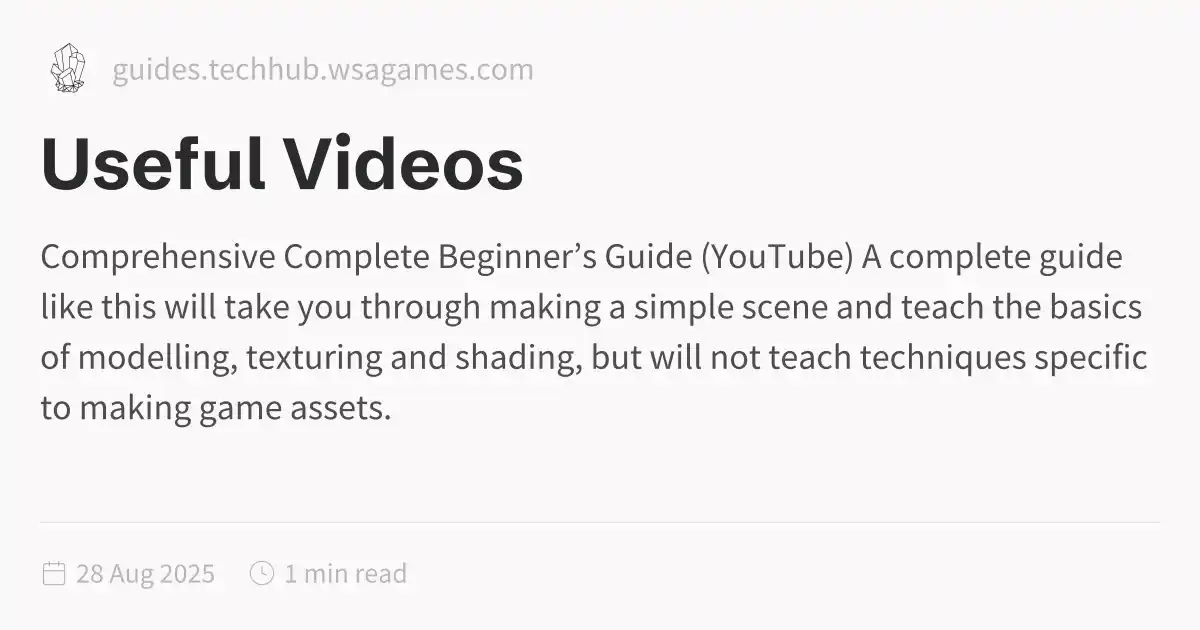 guides.techhub.wsagames.com
Useful Videos
Comprehensive Complete Beginner’s Guide (YouTube) A complete guide
like this will take you through making a simple scene and teach the basics
of modelling, texturing and shading, but will not teach techniques specific
to making game assets.
28 Aug 2025
1 min read